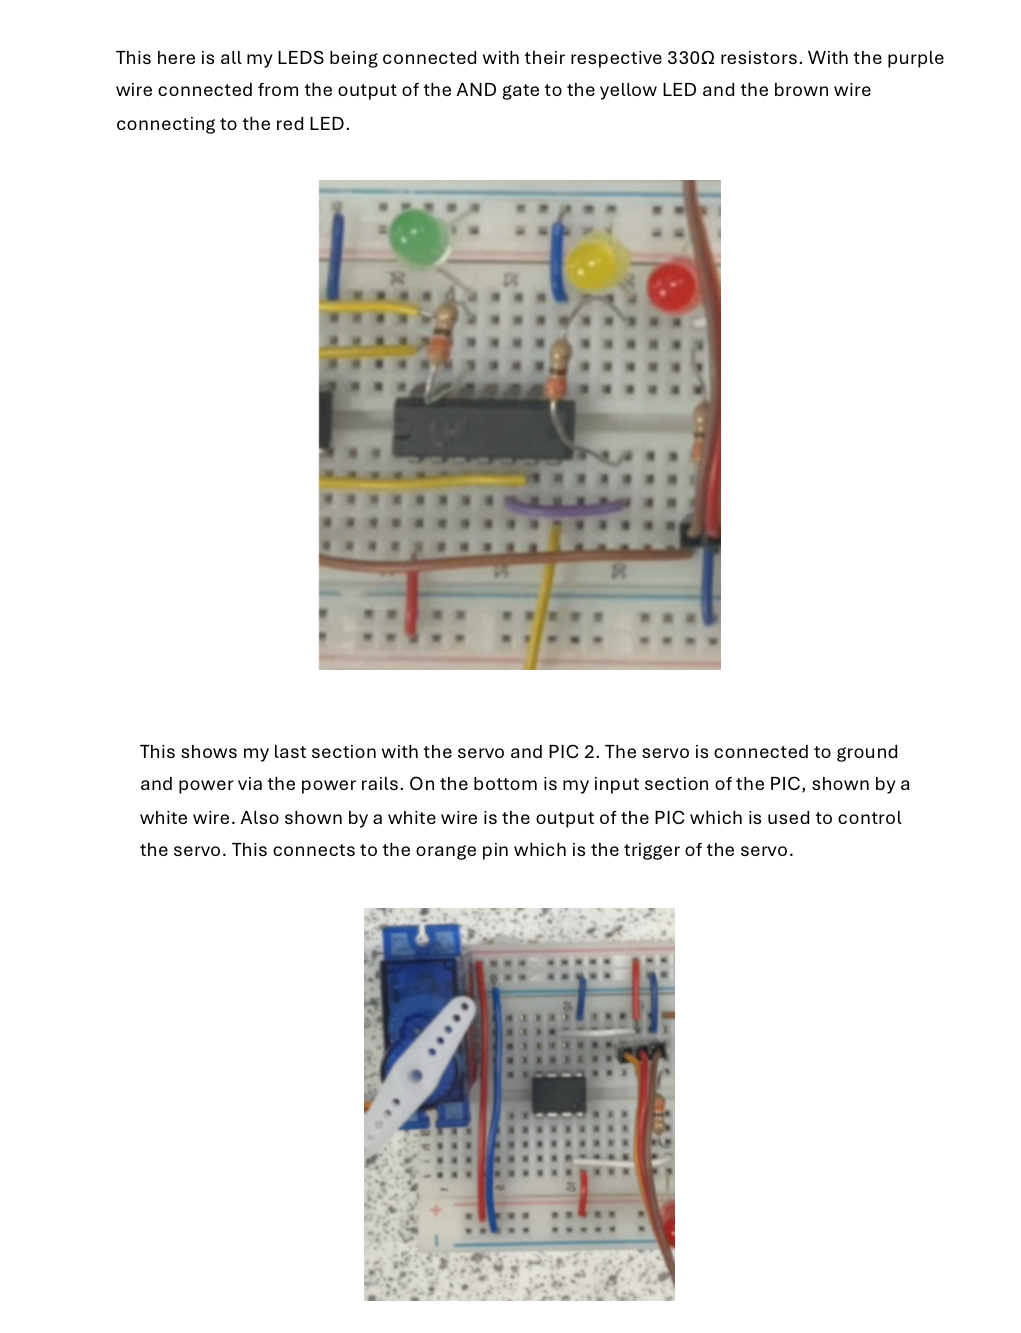 This here is all my LEDS being connected with their respective 330Ω resistors. With the purple
wire connected from the output of the AND gate to the yellow LED and the brown wire
connecting to the red LED.
This shows my last section with the servo and PIC 2. The servo is connected to ground
and power via the power rails. On the bottom is my input section of the PIC, shown by a
white wire. Also shown by a white wire is the output of the PIC which is used to control
the servo. This connects to the orange pin which is the trigger of the servo.